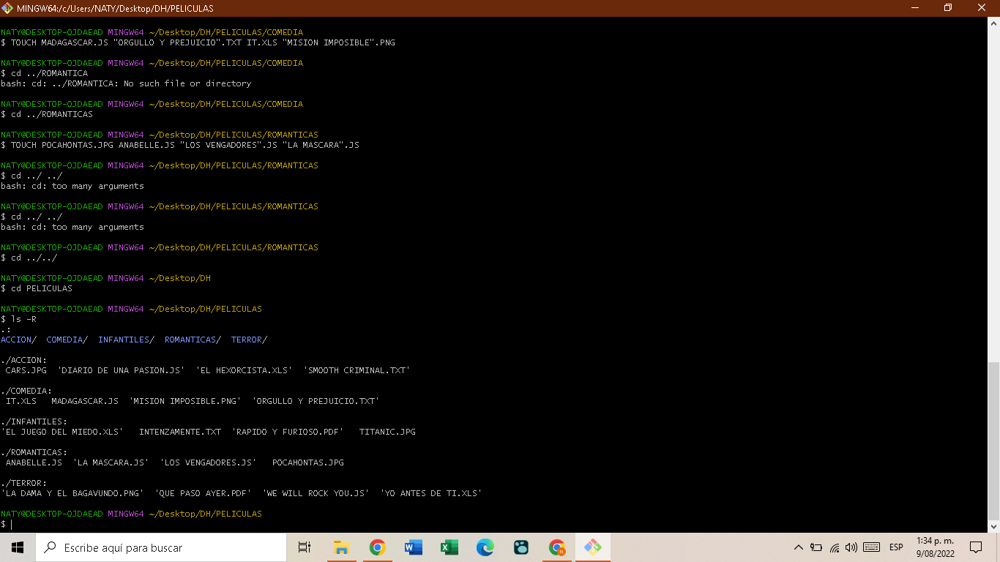 MINGW64:/c/Users/NATY/Desktop/DH/PELICULAS
NATY@DESKTOP-OJDAEAD MINGW64 ~/Desktop/DH/PELICULAS/COMEDIA
$ TOUCH MADAGASCAR.JS "ORGULLO Y PREJUICIO".TXT IT.XLS "MISION IMPOSIBLE".PNG
NATY@DESKTOP-OJDAEAD MINGW64 ~/Desktop/DH/PELICULAS/COMEDIA
$ cd ../ROMANTICA
bash: cd: ../ROMANTICA: No such file or directory
NATY@DESKTOP-OJDAEAD MINGW64 ~/Desktop/DH/PELICULAS/COMEDIA
$ cd ../ROMANTICAS
NATY@DESKTOP-OJDAEAD MINGW64 ~/Desktop/DH/PELICULAS/ROMANTICAS
$ TOUCH POCAHONTAS.JPG ANABELLE.JS "LOS VENGADORES".JS "LA MASCARA".JS
NATY@DESKTOP-OJDAEAD MINGW64 ~/Desktop/DH/PELICULAS/ROMANTICAS
$ cd ../ ../
bash: cd: too many arguments
NATY@DESKTOP-OJDAEAD MINGW64 ~/Desktop/DH/PELICULAS/ROMANTICAS
$ cd ../ ../
bash: cd: too many arguments
NATY@DESKTOP-OJDAEAD MINGW64 ~/Desktop/DH/PELICULAS/ROMANTICAS
$ cd ../../
NATY@DESKTOP-OJDAEAD MINGW64 ~/Desktop/DH
$ cd PELICULAS
NATY@DESKTOP-OJDAEAD MINGW64 ~/Desktop/DH/PELICULAS
$ ls -R
.:
ACCION/  COMEDIA/  INFANTILES/  ROMANTICAS/  TERROR/
./ACCION:
CARS.JPG  'DIARIO DE UNA PASION.JS'  'EL HEXORCISTA.XLS'  'SMOOTH CRIMINAL.TXT'
./COMEDIA:
IT.XLS   MADAGASCAR.JS  'MISION IMPOSIBLE.PNG'  'ORGULLO Y PREJUICIO.TXT'
./INFANTILES:
'EL JUEGO DEL MIEDO.XLS'   INTENZAMENTE.TXT  'RAPIDO Y FURIOSO.PDF'   TITANIC.JPG
./ROMANTICAS:
ANABELLE.JS  'LA MASCARA.JS'  'LOS VENGADORES.JS'   POCAHONTAS.JPG
./TERROR:
'LA DAMA Y EL BAGAVUNDO.PNG'  'QUE PASO AYER.PDF'  'WE WILL ROCK YOU.JS'  'YO ANTES DE TI.XLS'
NATY@DESKTOP-OJDAEAD MINGW64 ~/Desktop/DH/PELICULAS
$
Escribe aquí para buscar
ESP
1:34 p. m.
9/08/2022